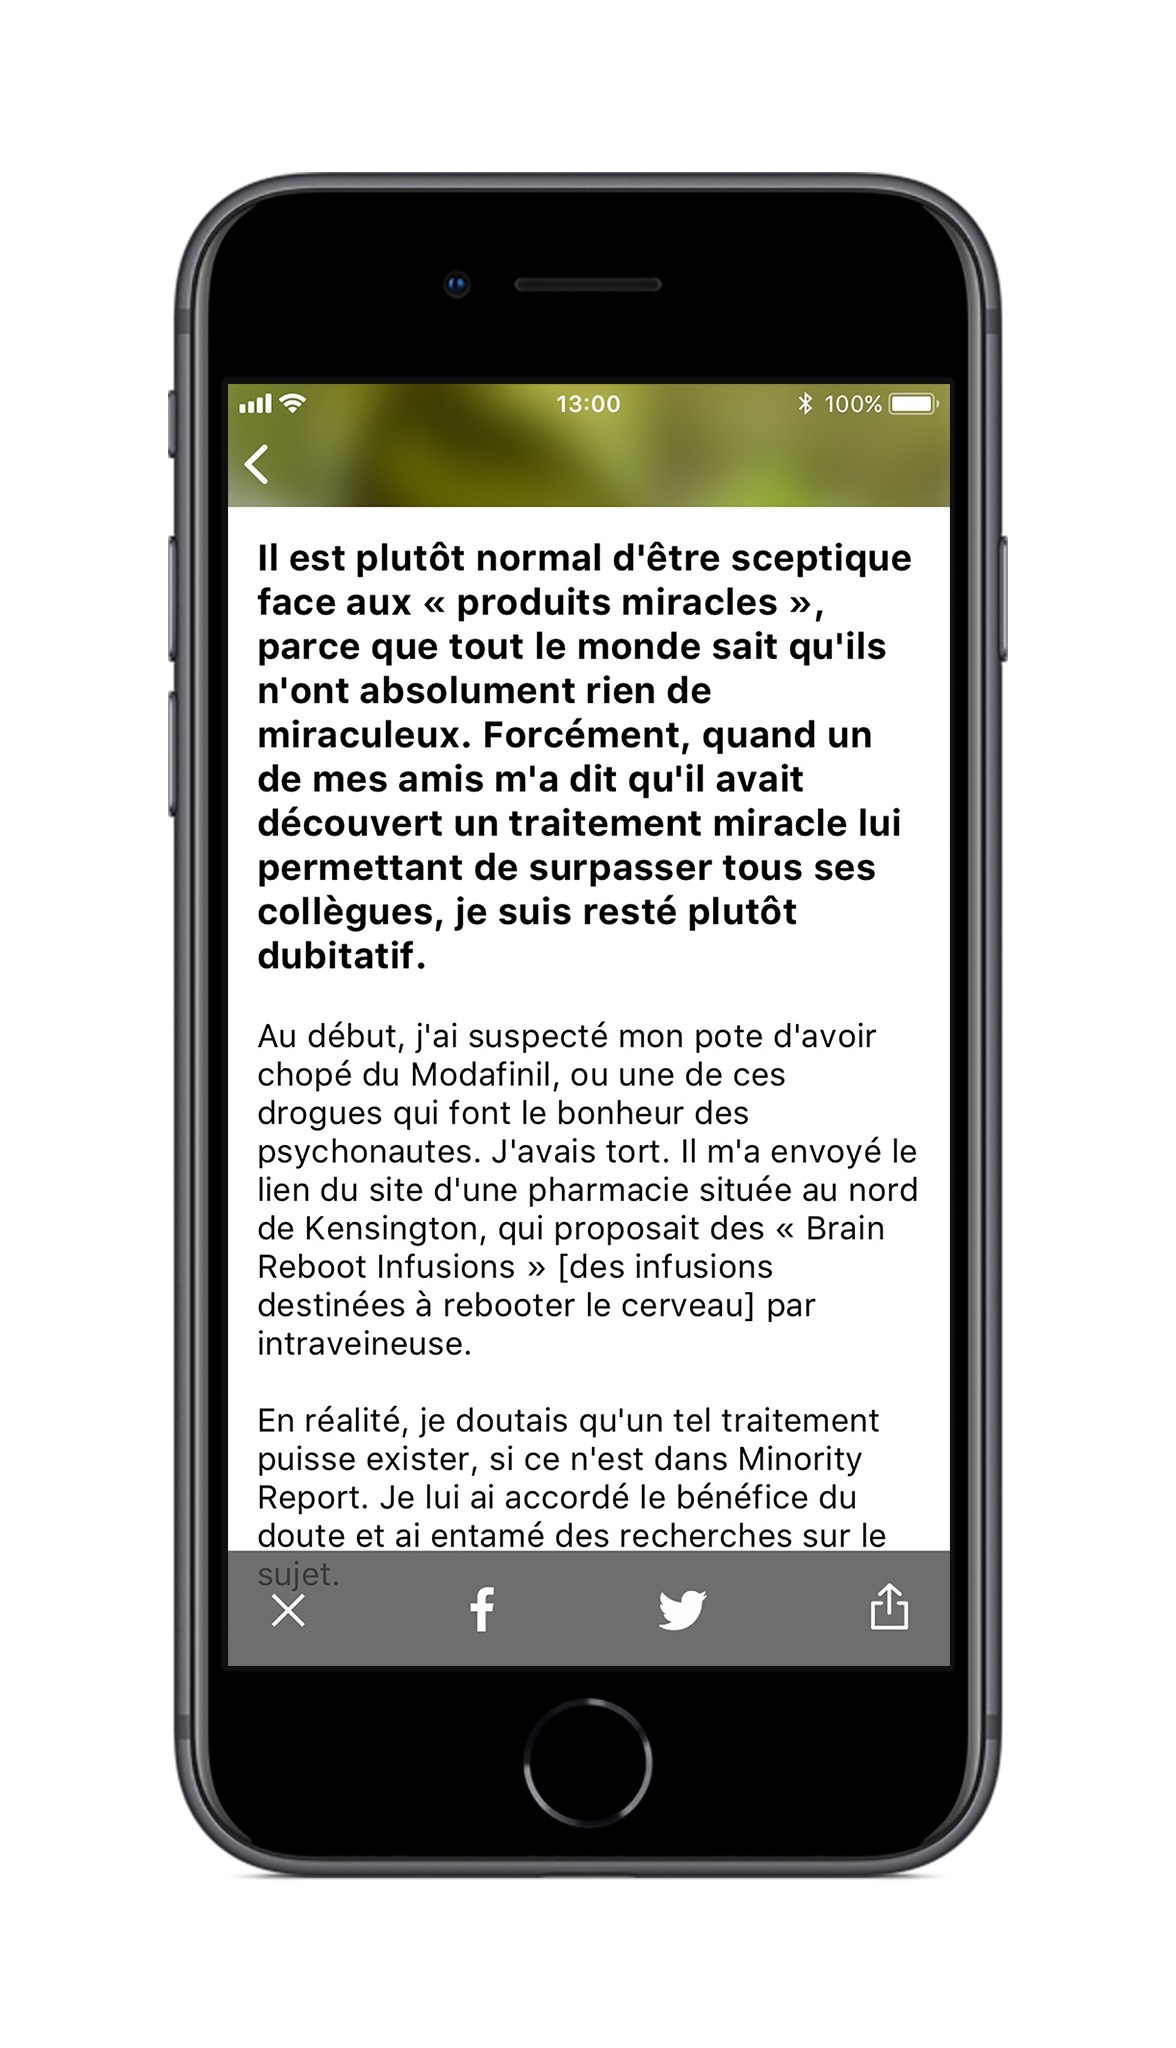 13:00
100%
Il est plutôt normal d'être sceptique
face aux « produits miracles »,
parce que tout le monde sait qu'ils
n'ont absolument rien de
miraculeux. Forcément, quand un
de mes amis m'a dit qu'il avait
découvert un traitement miracle lui
permettant de surpasser tous ses
collègues, je suis resté plutôt
dubitatif.
Au début, j'ai suspecté mon pote d'avoir
chopé du Modafinil, ou une de ces
drogues qui font le bonheur des
psychonautes. J'avais tort. Il m'a envoyé le
lien du site d'une pharmacie située au nord
de Kensington, qui proposait des « Brain
Reboot Infusions » [des infusions
destinées à rebooter le cerveau] par
intraveineuse.
En réalité, je doutais qu'un tel traitement
puisse exister, si ce n'est dans Minority
Report. Je lui ai accordé le bénéfice du
doute et ai entamé des recherches sur le
sujet.